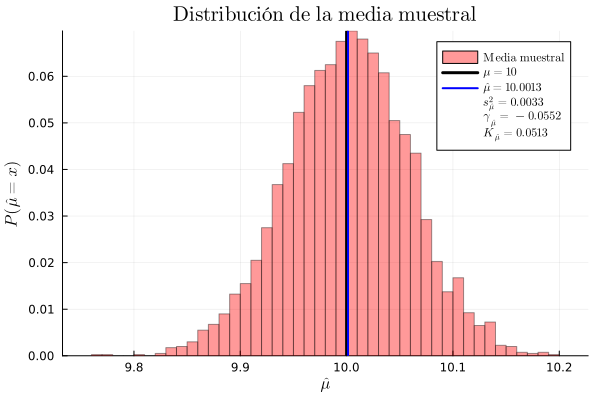 Distribución de la media muestral
P(μ̂ = x)
0.06
0.05
0.04
0.03
0.02
0.01
0.00
Media muestral
μ = 10
μ̂ = 10.0013
s²_μ̂ = 0.0033
γ_μ̂ = − 0.0552
K_μ̂ = 0.0513
9.8
9.9
10.0
10.1
10.2
μ̂